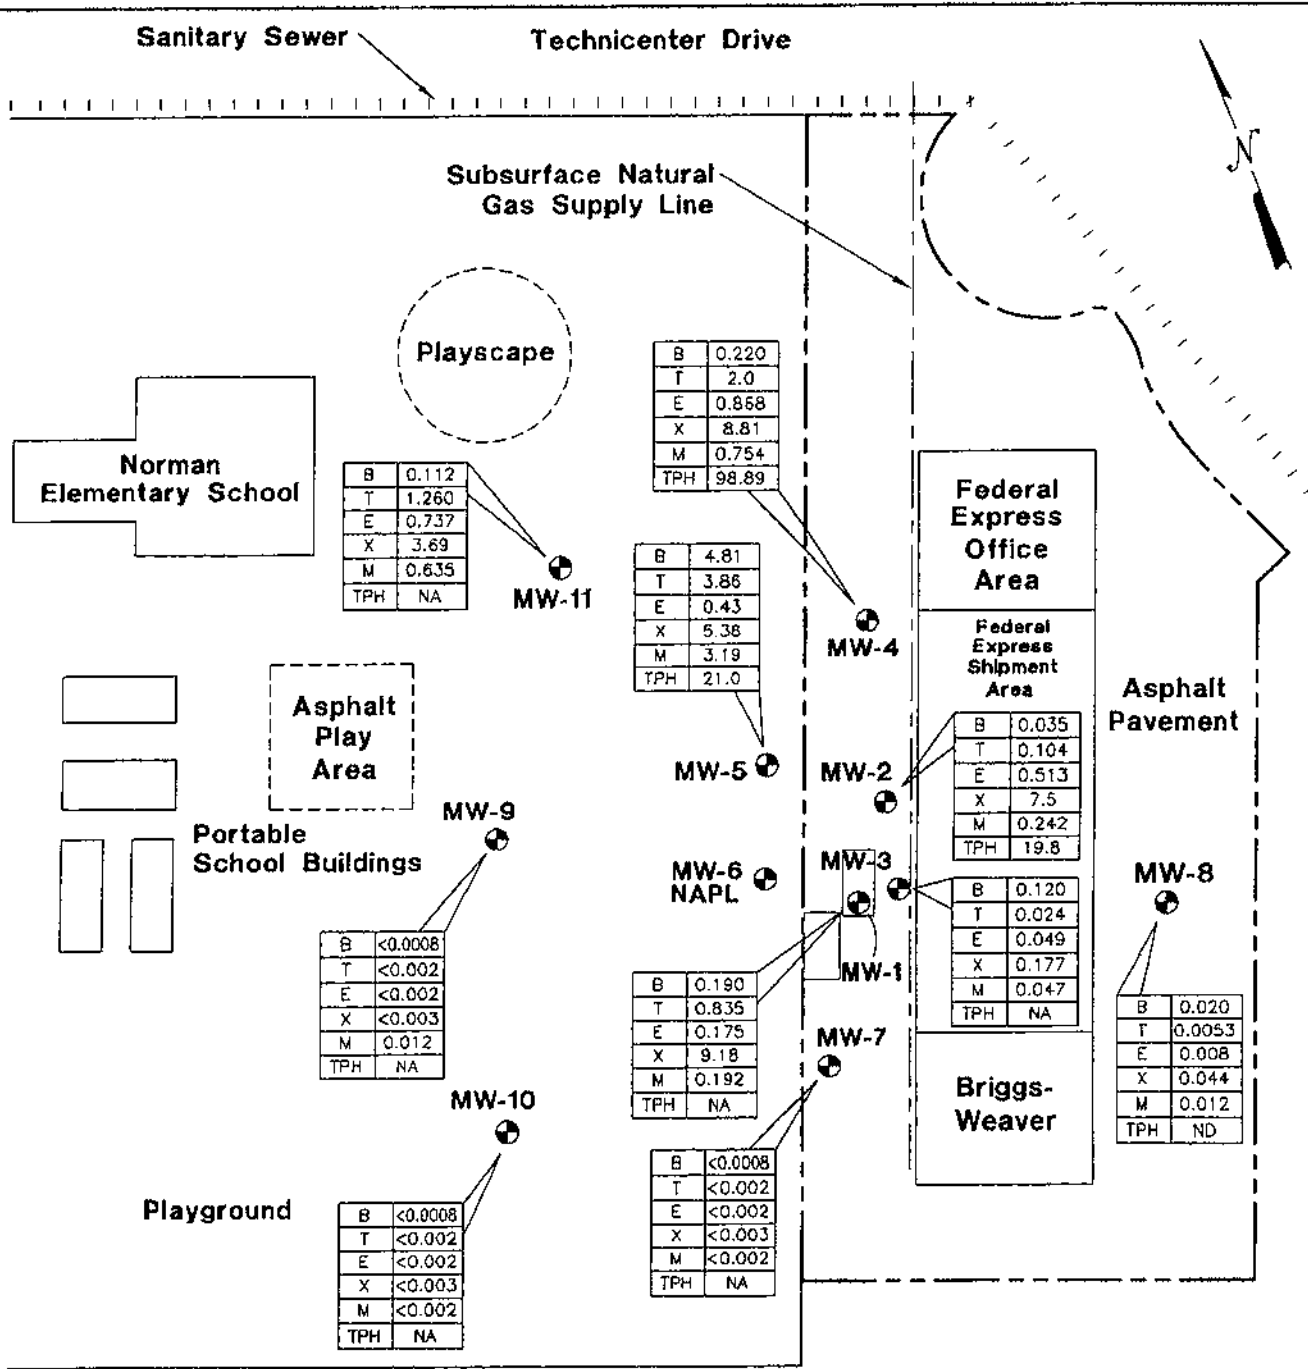 Sanitary Sewer
Technicenter Drive
N
Subsurface Natural
Gas Supply Line
Playscape
Norman
Elementary School
B 0.112
T 1.260
E 0.737
X 3.69
M 0.635
TPH NA
MW-11
B 0.220
T 2.0
E 0.868
X 8.81
M 0.754
TPH 98.89
MW-4
B 4.81
T 3.86
E 0.43
X 5.38
M 3.19
TPH 21.0
MW-5
Federal
Express
Office
Area
Federal
Express
Shipment
Area
Asphalt
Pavement
Asphalt
Play
Area
MW-2
B 0.035
T 0.104
E 0.513
X 7.5
M 0.242
TPH 19.8
MW-9
Portable
School Buildings
MW-6
NAPL
MW-3
B 0.120
T 0.024
E 0.049
X 0.177
M 0.047
TPH NA
MW-8
B <0.0008
T <0.002
E <0.002
X <0.003
M 0.012
TPH NA
MW-1
B 0.190
T 0.835
E 0.175
X 9.18
M 0.192
TPH NA
B 0.020
T 0.0053
E 0.008
X 0.044
M 0.012
TPH ND
MW-7
Briggs-
Weaver
MW-10
B <0.0008
T <0.002
E <0.002
X <0.003
M <0.002
TPH NA
Playground
B <0.0008
T <0.002
E <0.002
X <0.003
M <0.002
TPH NA